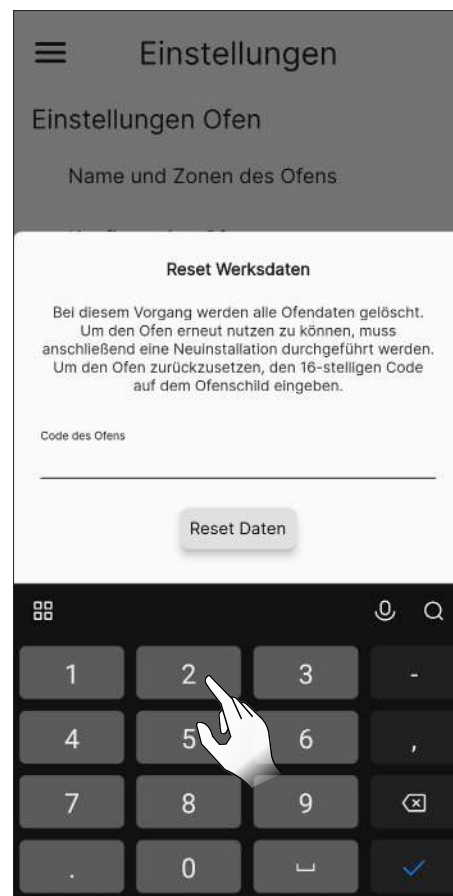 Einstellungen
Einstellungen Ofen
Name und Zonen des Ofens
Reset Werksdaten
Bei diesem Vorgang werden alle Ofendaten gelöscht.
Um den Ofen erneut nutzen zu können, muss
anschließend eine Neuinstallation durchgeführt werden.
Um den Ofen zurückzusetzen, den 16-stelligen Code
auf dem Ofenschild eingeben.
Code des Ofens
Reset Daten
1 2 3 -
4 5 6 ,
7 8 9
. 0